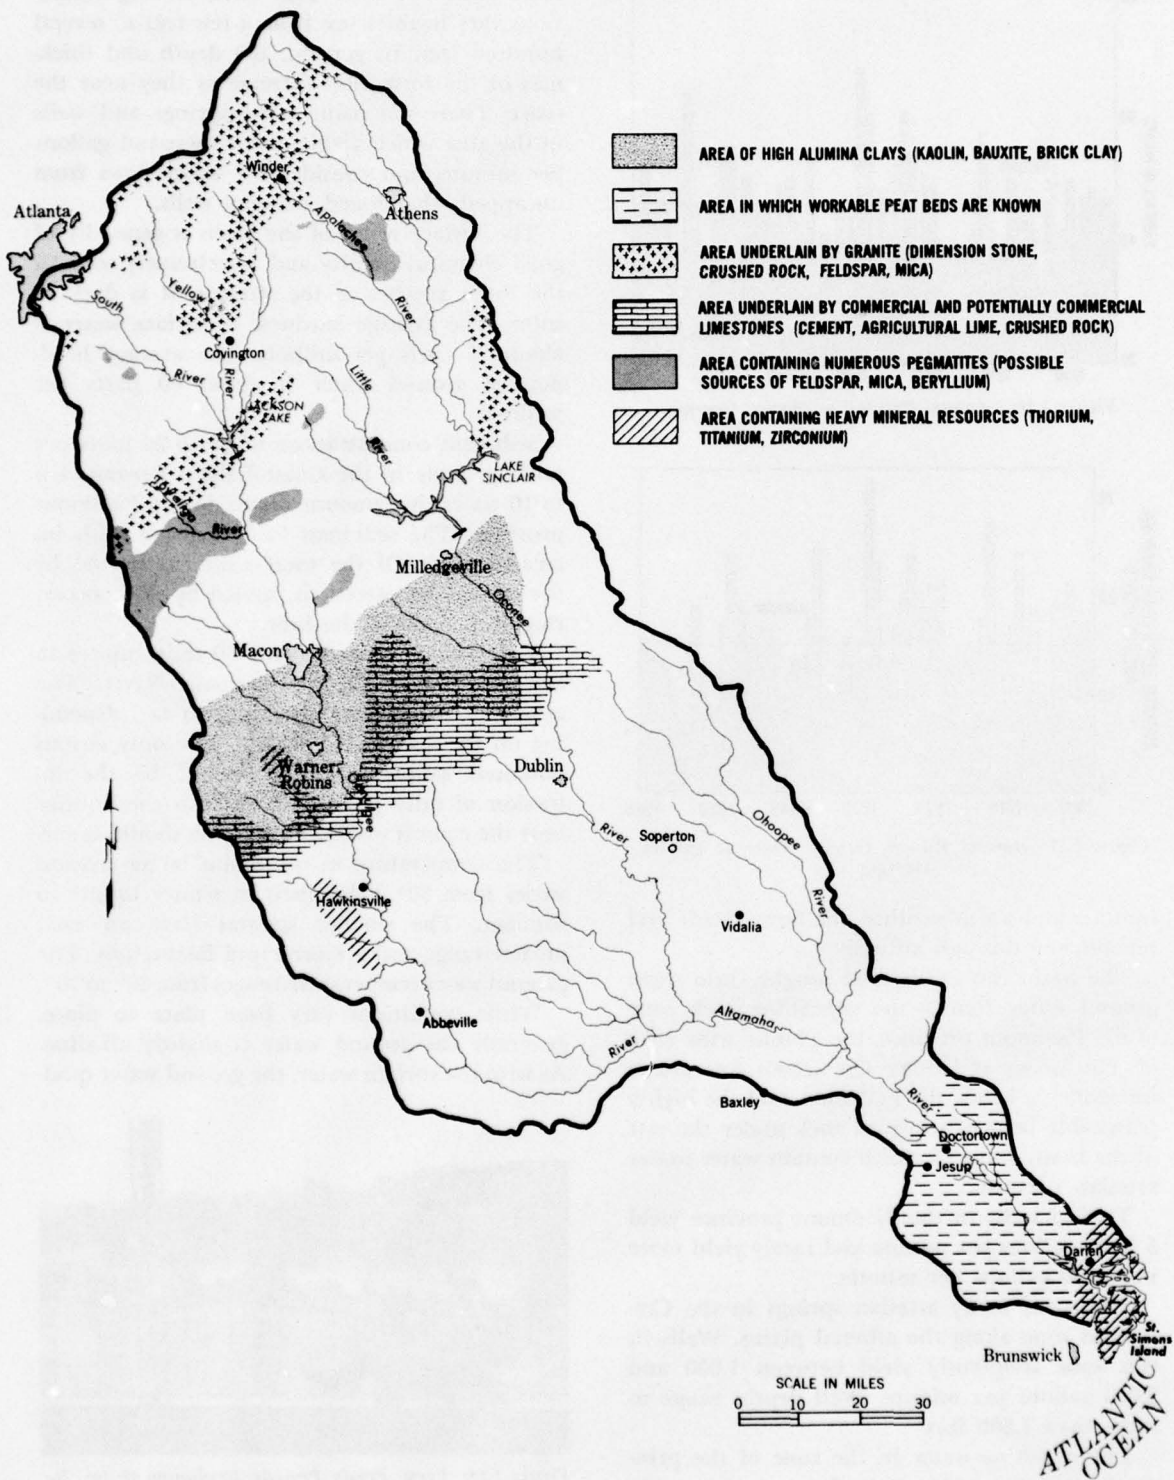 AREA OF HIGH ALUMINA CLAYS (KAOLIN, BAUXITE, BRICK CLAY)
AREA IN WHICH WORKABLE PEAT BEDS ARE KNOWN
AREA UNDERLAIN BY GRANITE (DIMENSION STONE,
CRUSHED ROCK, FELDSPAR, MICA)
AREA UNDERLAIN BY COMMERCIAL AND POTENTIALLY COMMERCIAL
LIMESTONES (CEMENT, AGRICULTURAL LIME, CRUSHED ROCK)
AREA CONTAINING NUMEROUS PEGMATITES (POSSIBLE
SOURCES OF FELDSPAR, MICA, BERYLLIUM)
AREA CONTAINING HEAVY MINERAL RESOURCES (THORIUM,
TITANIUM, ZIRCONIUM)
Winder
Atlanta
Athens
Apalachee
River
South
River
Yellow
River
Covington
Little
River
JACKSON
LAKE
LAKE
SINCLAIR
River
Milledgeville
Oconee
Macon
Warner
Robins
Dublin
River
Soperton
Ohoopee
River
N
Hawkinsville
Vidalia
Abbeville
Altamaha
River
River
Baxley
Doctortown
Jesup
Darien
St.
Simons
Island
Brunswick
SCALE IN MILES
0 10 20 30
ATLANTIC
OCEAN